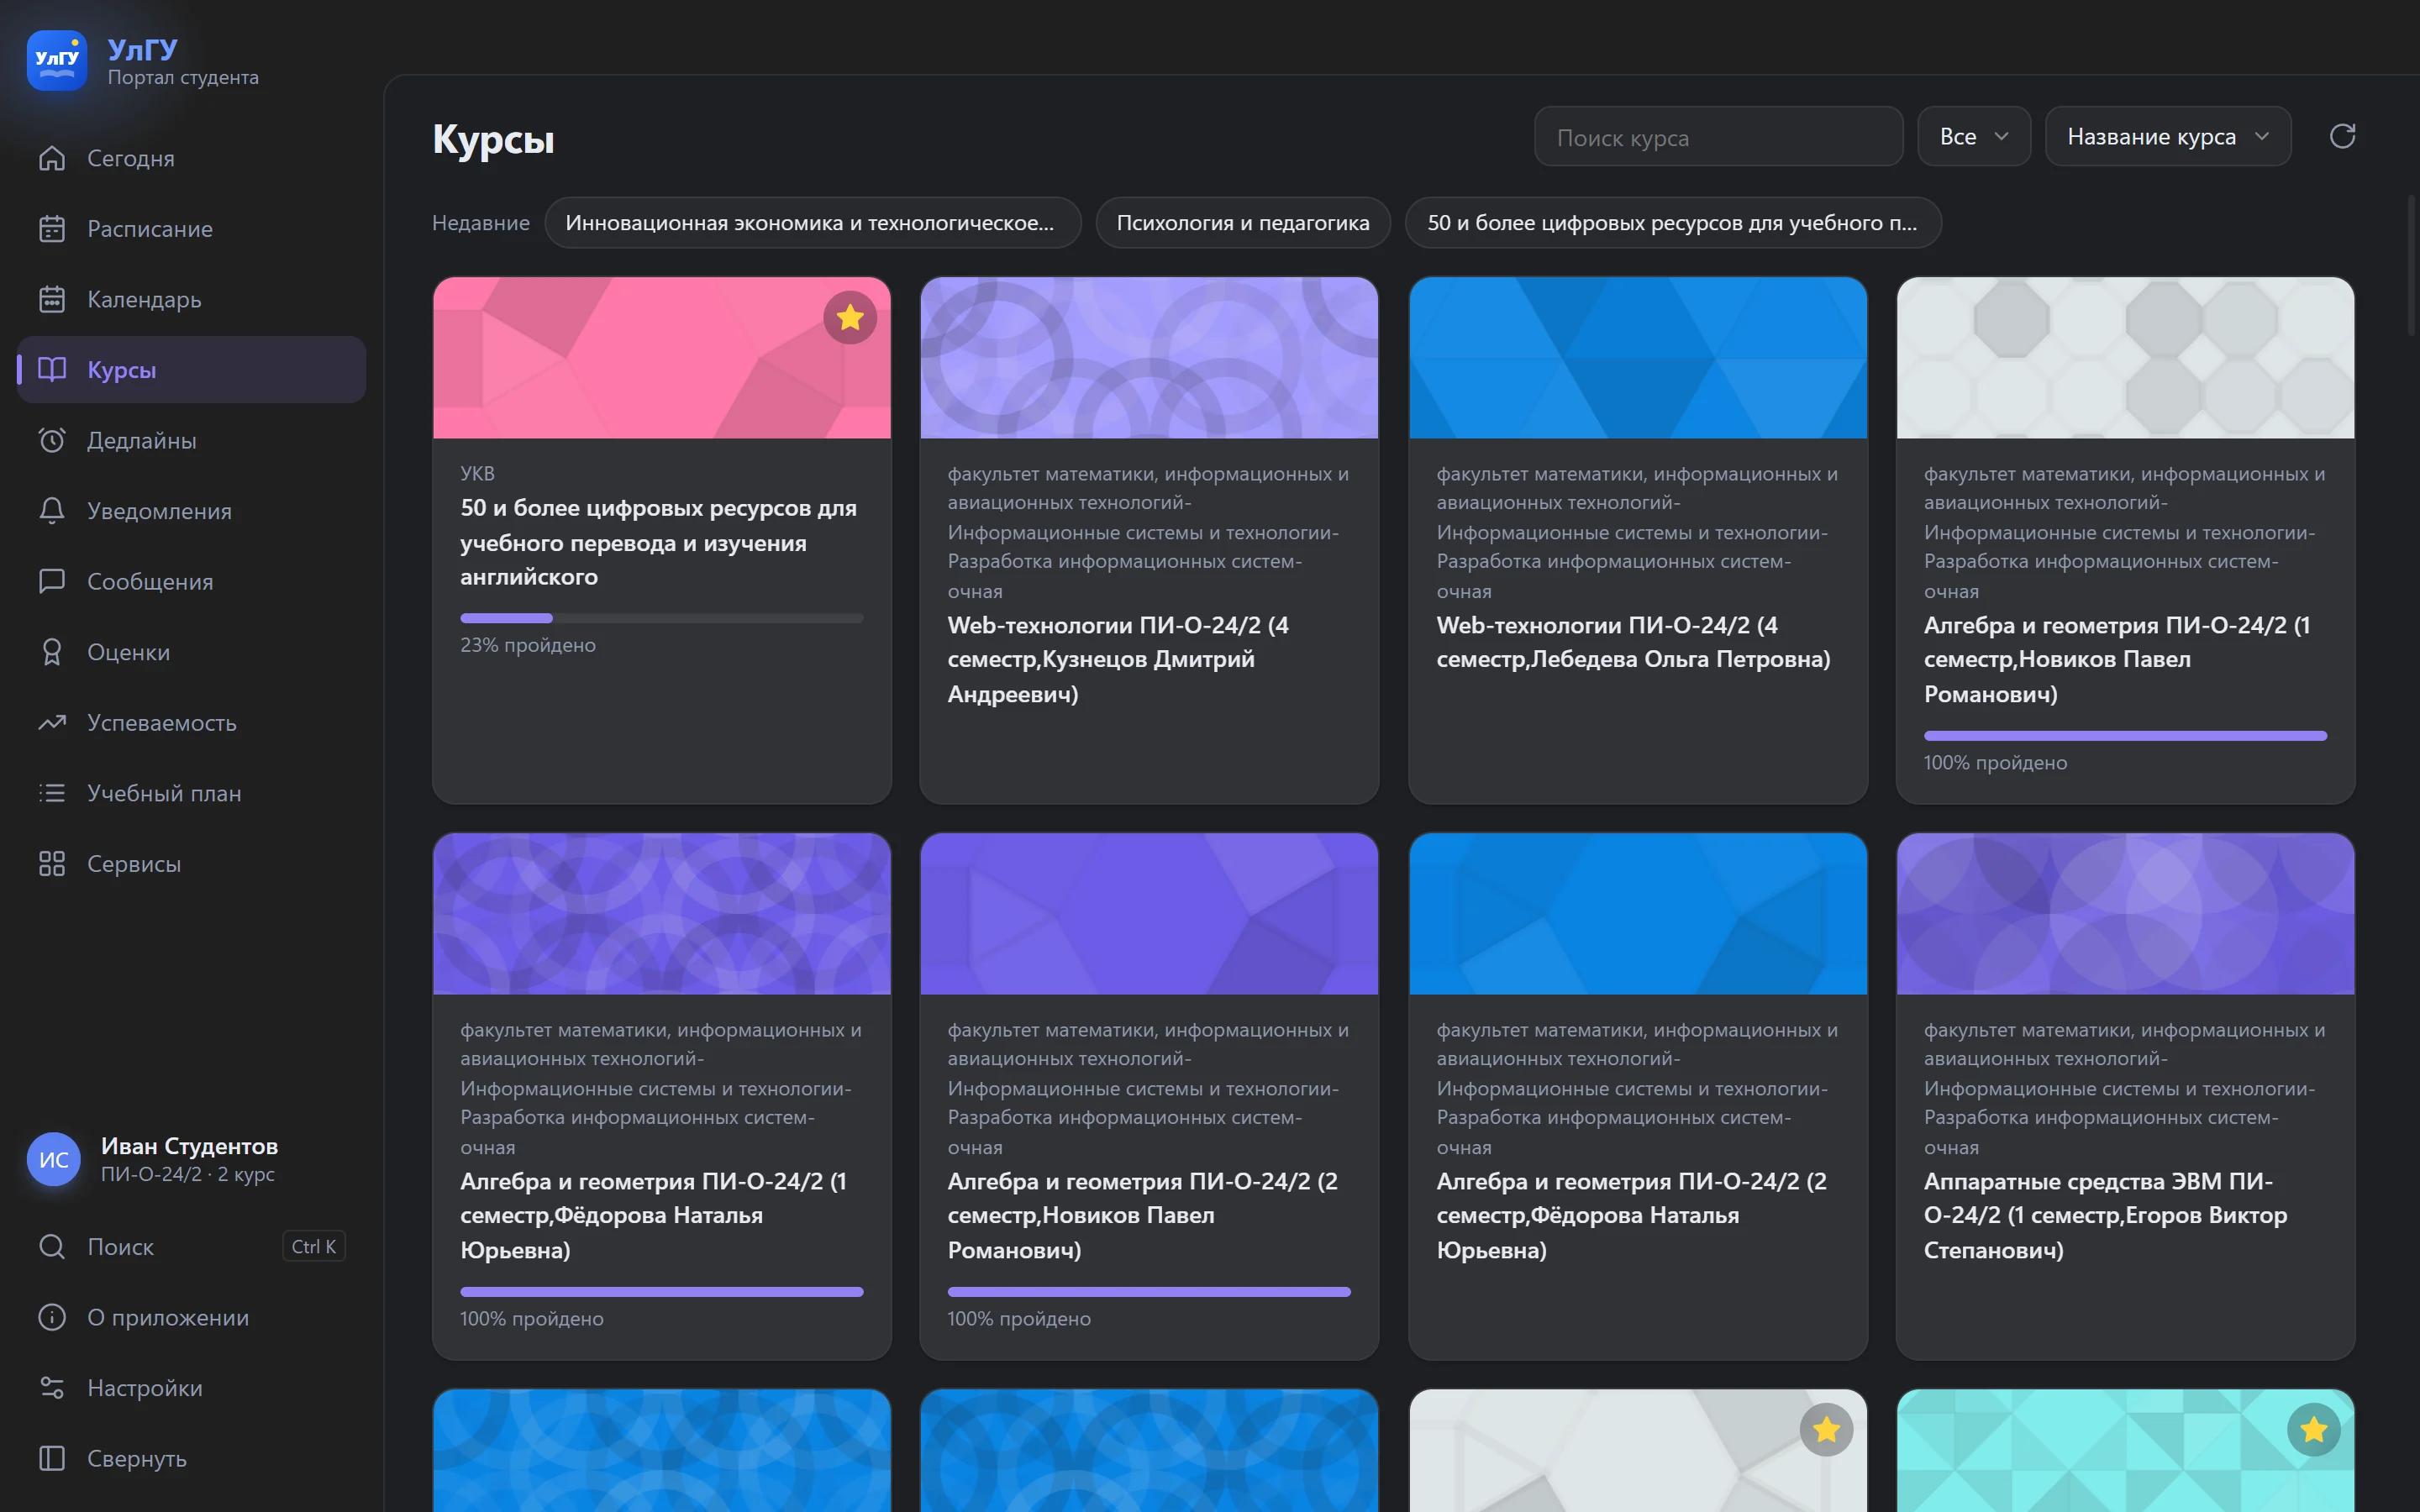 УлГУ
УлГУ
Портал студента
Сегодня
Расписание
Календарь
Курсы
Дедлайны
Уведомления
Сообщения
Оценки
Успеваемость
Учебный план
Сервисы
ИС
Иван Студентов
ПИ-О-24/2 · 2 курс
Поиск
Ctrl K
О приложении
Настройки
Свернуть
Курсы
Поиск курса
Все
Название курса
Недавние
Инновационная экономика и технологическое...
Психология и педагогика
50 и более цифровых ресурсов для учебного п...
УКВ
50 и более цифровых ресурсов для
учебного перевода и изучения
английского
23% пройдено
факультет математики, информационных и
авиационных технологий-
Информационные системы и технологии-
Разработка информационных систем-
очная
Web-технологии ПИ-О-24/2 (4
семестр,Кузнецов Дмитрий
Андреевич)
факультет математики, информационных и
авиационных технологий-
Информационные системы и технологии-
Разработка информационных систем-
очная
Web-технологии ПИ-О-24/2 (4
семестр,Лебедева Ольга Петровна)
факультет математики, информационных и
авиационных технологий-
Информационные системы и технологии-
Разработка информационных систем-
очная
Алгебра и геометрия ПИ-О-24/2 (1
семестр,Новиков Павел
Романович)
100% пройдено
факультет математики, информационных и
авиационных технологий-
Информационные системы и технологии-
Разработка информационных систем-
очная
Алгебра и геометрия ПИ-О-24/2 (1
семестр,Фёдорова Наталья
Юрьевна)
100% пройдено
факультет математики, информационных и
авиационных технологий-
Информационные системы и технологии-
Разработка информационных систем-
очная
Алгебра и геометрия ПИ-О-24/2 (2
семестр,Новиков Павел
Романович)
100% пройдено
факультет математики, информационных и
авиационных технологий-
Информационные системы и технологии-
Разработка информационных систем-
очная
Алгебра и геометрия ПИ-О-24/2 (2
семестр,Фёдорова Наталья
Юрьевна)
факультет математики, информационных и
авиационных технологий-
Информационные системы и технологии-
Разработка информационных систем-
очная
Аппаратные средства ЭВМ ПИ-
О-24/2 (1 семестр,Егоров Виктор
Степанович)